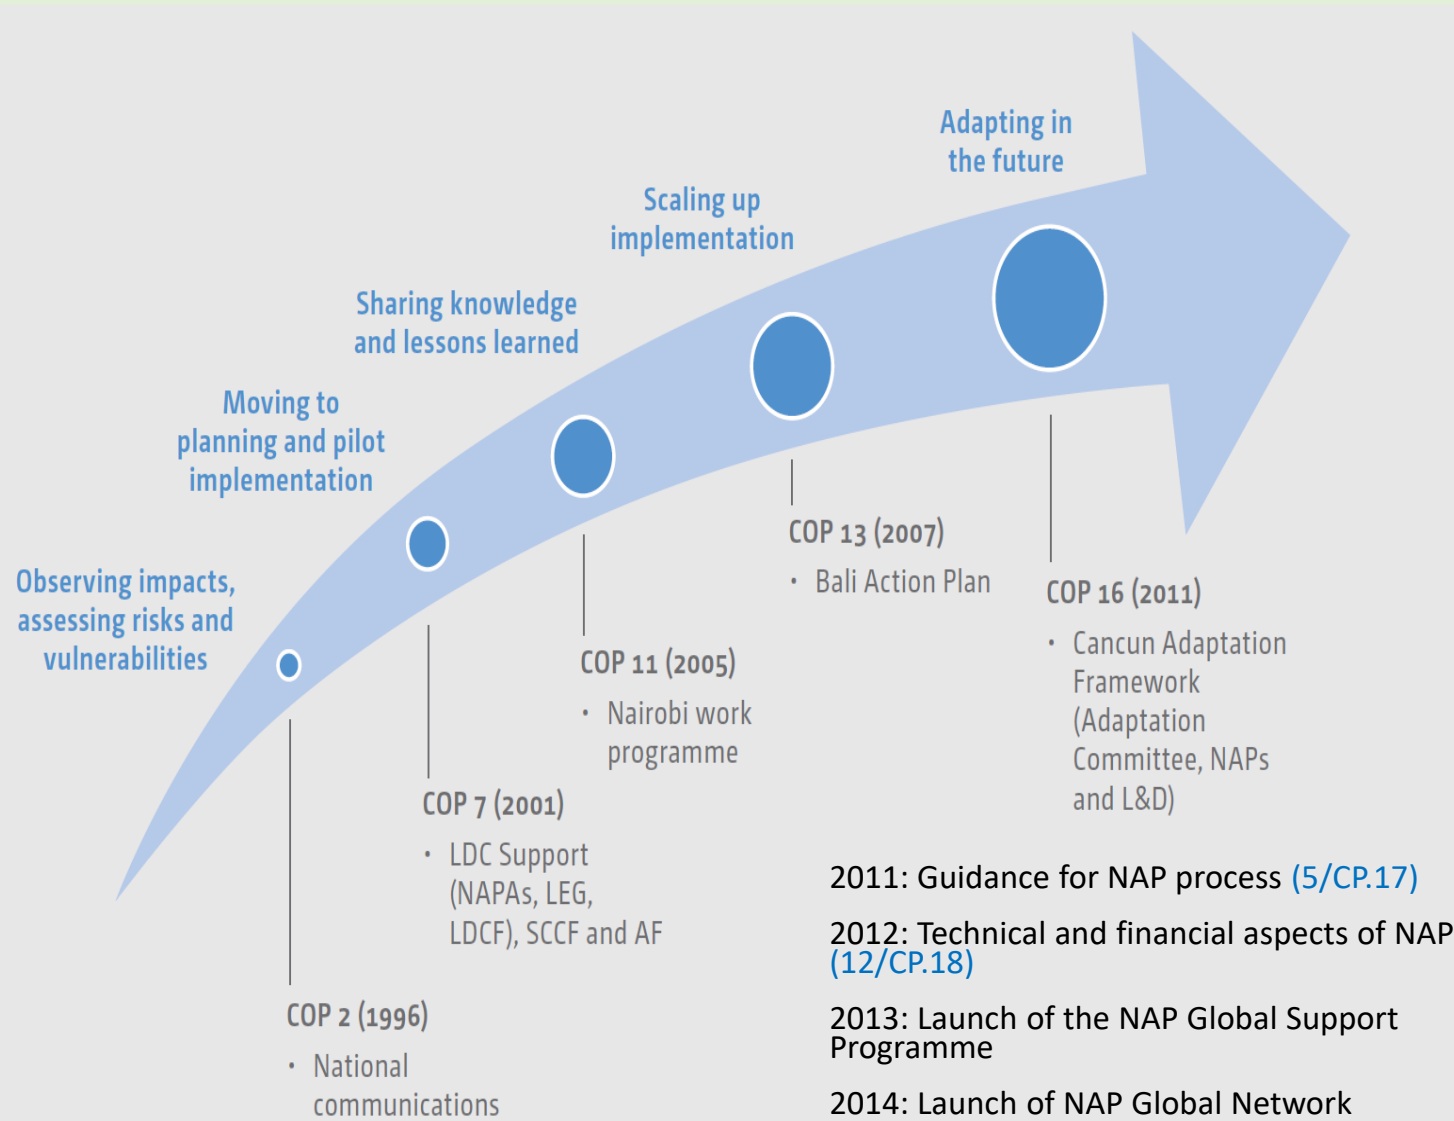 Adapting in
the future
Scaling up
implementation
Sharing knowledge
and lessons learned
Moving to
planning and pilot
implementation
Observing impacts,
assessing risks and
vulnerabilities
COP 2 (1996)
• National
communications
COP 7 (2001)
• LDC Support
(NAPAs, LEG,
LDCF), SCCF and AF
COP 11 (2005)
• Nairobi work
programme
COP 13 (2007)
• Bali Action Plan
COP 16 (2011)
• Cancun Adaptation
Framework
(Adaptation
Committee, NAPs
and L&D)
2011: Guidance for NAP process (5/CP.17)
2012: Technical and financial aspects of NAP
(12/CP.18)
2013: Launch of the NAP Global Support
Programme
2014: Launch of NAP Global Network